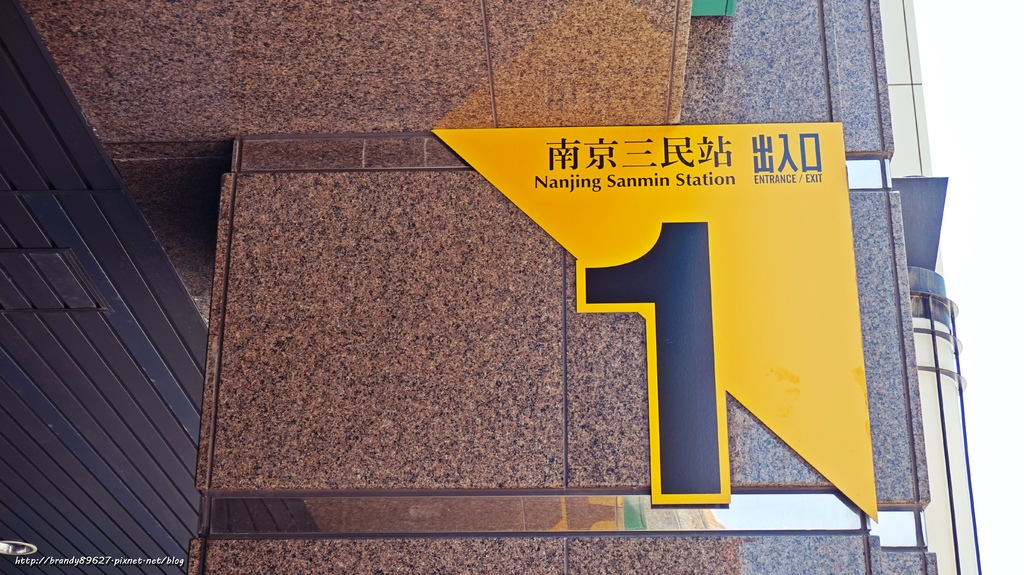 南京三民站 出入口
Nanjing Sanmin Station ENTRANCE / EXIT
1
http://brandy89627.pixnet.net/blog